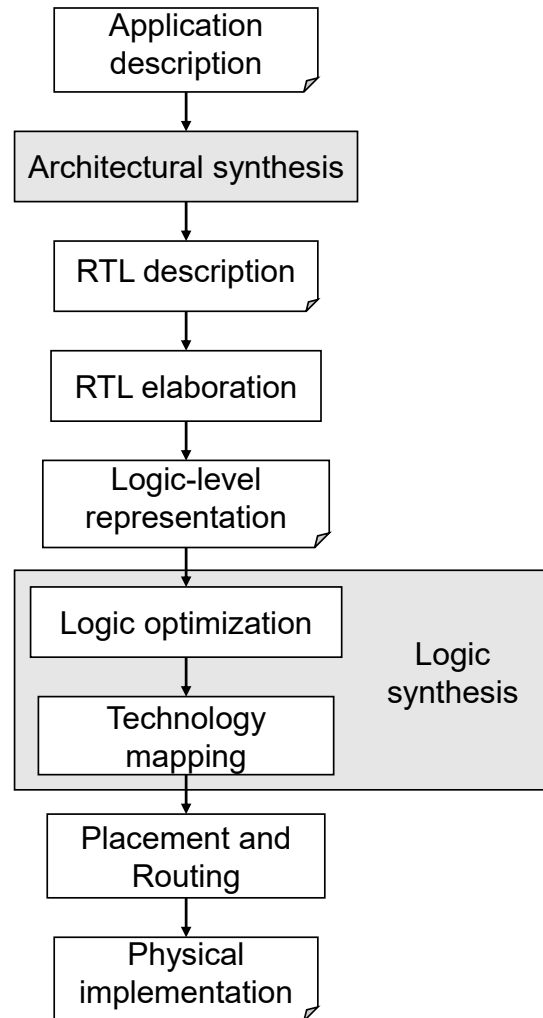 Application
description
Architectural synthesis
RTL description
RTL elaboration
Logic-level
representation
Logic optimization
Logic
synthesis
Technology
mapping
Placement and
Routing
Physical
implementation